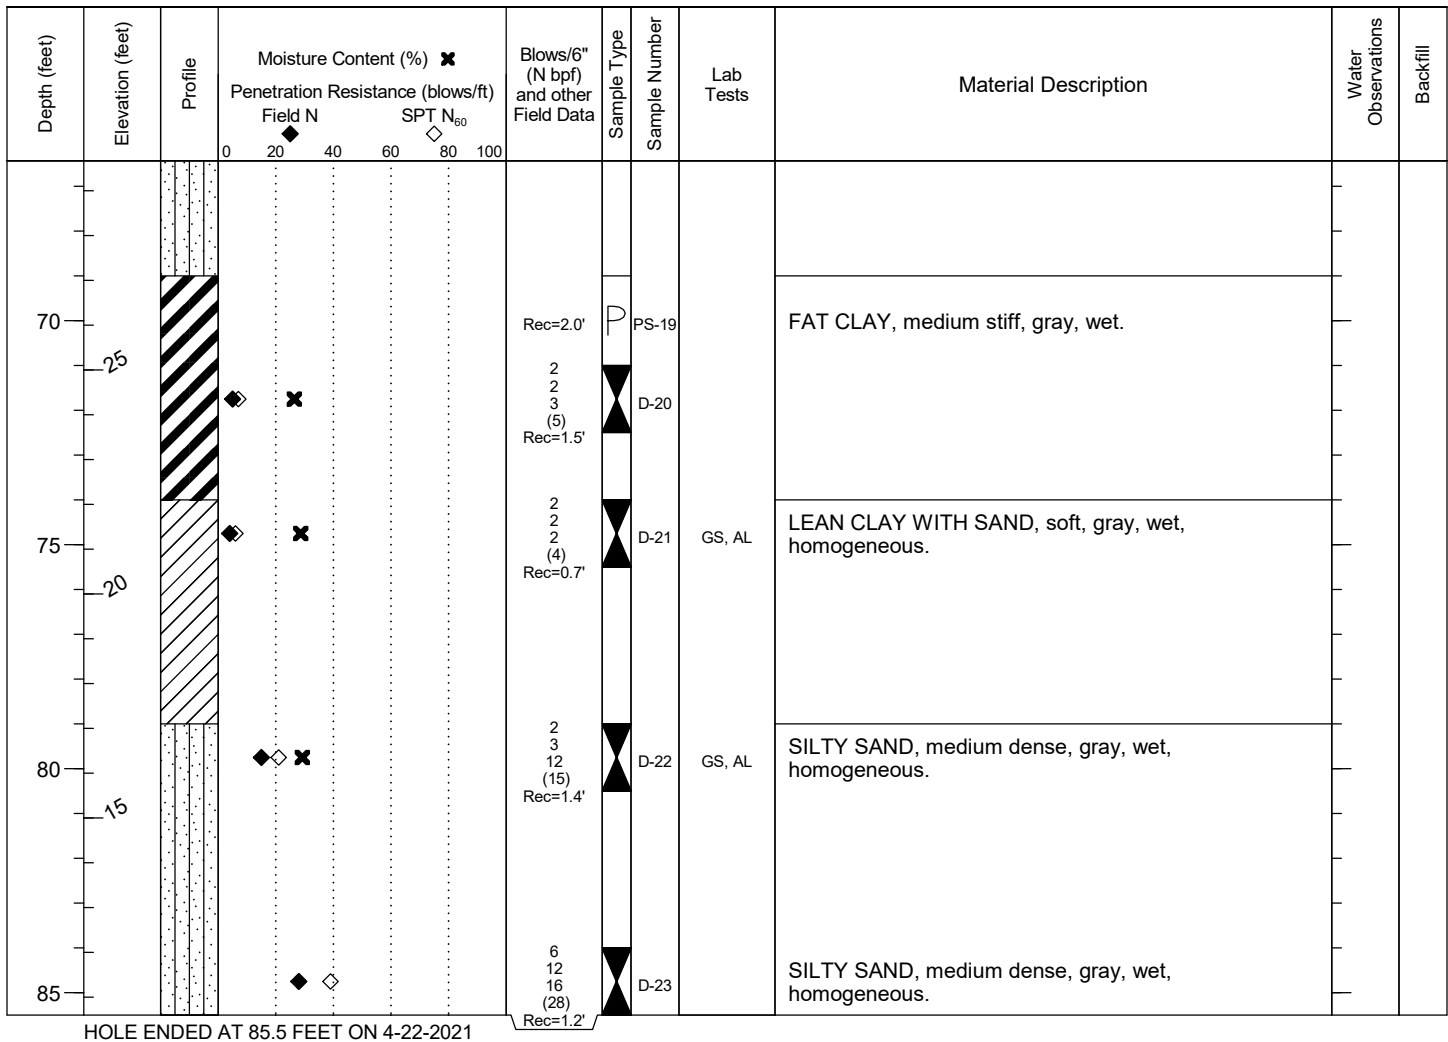 Depth (feet)
Elevation (feet)
Profile
Moisture Content (%)
Penetration Resistance (blows/ft)
Field N SPT N60
0 20 40 60 80 100
Blows/6"
(N bpf)
and other
Field Data
Sample Type
Sample Number
Lab
Tests
Material Description
Water
Observations
Backfill
70
Rec=2.0'
P
PS-19
FAT CLAY, medium stiff, gray, wet.
25
2
2
3
(5)
Rec=1.5'
D-20
2
2
2
(4)
Rec=0.7'
75
D-21
GS, AL
LEAN CLAY WITH SAND, soft, gray, wet,
homogeneous.
20
2
3
12
(15)
Rec=1.4'
80
D-22
GS, AL
SILTY SAND, medium dense, gray, wet,
homogeneous.
15
6
12
16
(28)
Rec=1.2'
85
D-23
SILTY SAND, medium dense, gray, wet,
homogeneous.
HOLE ENDED AT 85.5 FEET ON 4-22-2021